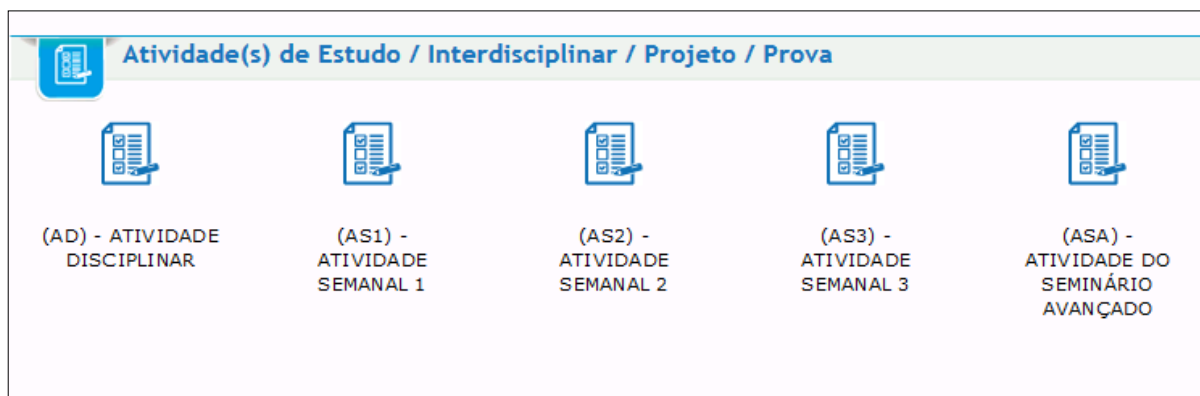 Atividade(s) de Estudo / Interdisciplinar / Projeto / Prova
(AD) - ATIVIDADE
DISCIPLINAR
(AS1) -
ATIVIDADE
SEMANAL 1
(AS2) -
ATIVIDADE
SEMANAL 2
(AS3) -
ATIVIDADE
SEMANAL 3
(ASA) -
ATIVIDADE DO
SEMINÁRIO
AVANÇADO